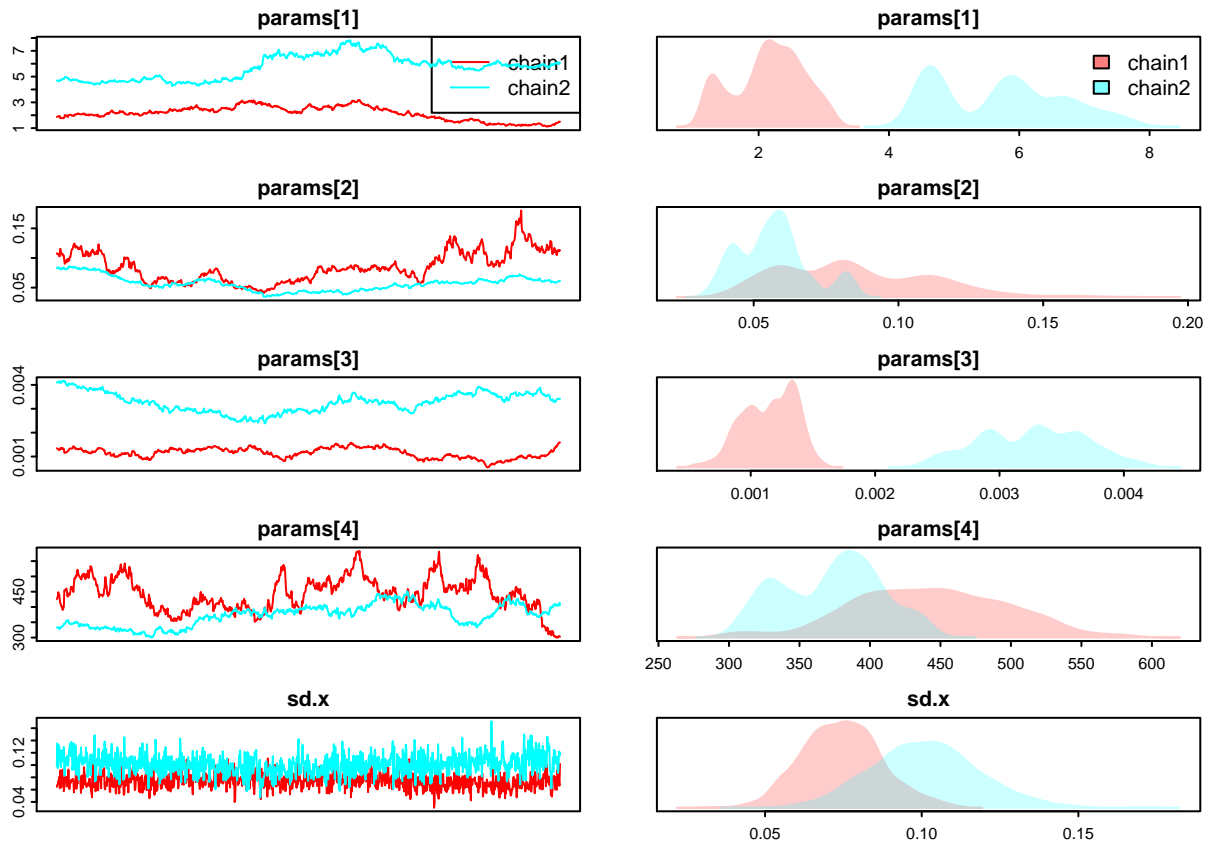 params[1]
1 3 5 7
chain1
chain2
params[1]
chain1
chain2
2 4 6 8
params[2]
0.05 0.15
params[2]
0.05 0.10 0.15 0.20
params[3]
0.001 0.004
params[3]
0.001 0.002 0.003 0.004
params[4]
300 450
params[4]
250 300 350 400 450 500 550 600
sd.x
0.04 0.12
sd.x
0.05 0.10 0.15